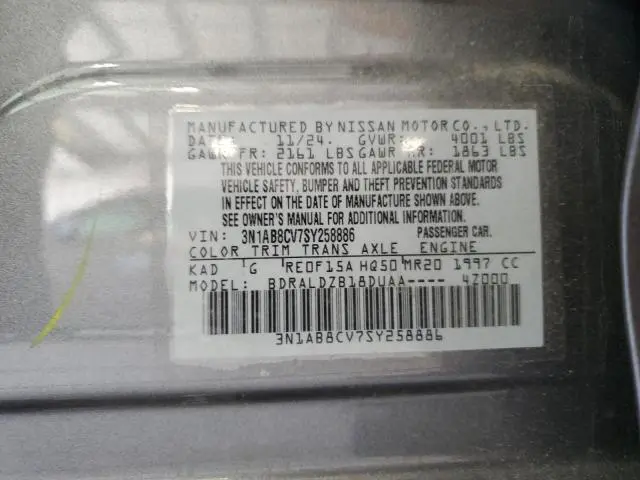 MANUFACTURED BY NISSAN MOTOR CO., LTD.
DATE: 11/24. GVWR: 4001 LBS
GAWR FR: 2161 LBS GAWR RR: 1863 LBS
THIS VEHICLE CONFORMS TO ALL APPLICABLE FEDERAL MOTOR
VEHICLE SAFETY, BUMPER AND THEFT PREVENTION STANDARDS
IN EFFECT ON THE DATE OF MANUFACTURE SHOWN ABOVE.
SEE OWNER'S MANUAL FOR ADDITIONAL INFORMATION.
VIN: 3N1AB8CV7SY258886 PASSENGER CAR.
COLOR TRIM TRANS AXLE ENGINE
KAD G RE0F15A HQ50 MR20 1997 CC
MODEL: BDRALDZB18DUAA---- 4Z000
3N1AB8CV7SY258886